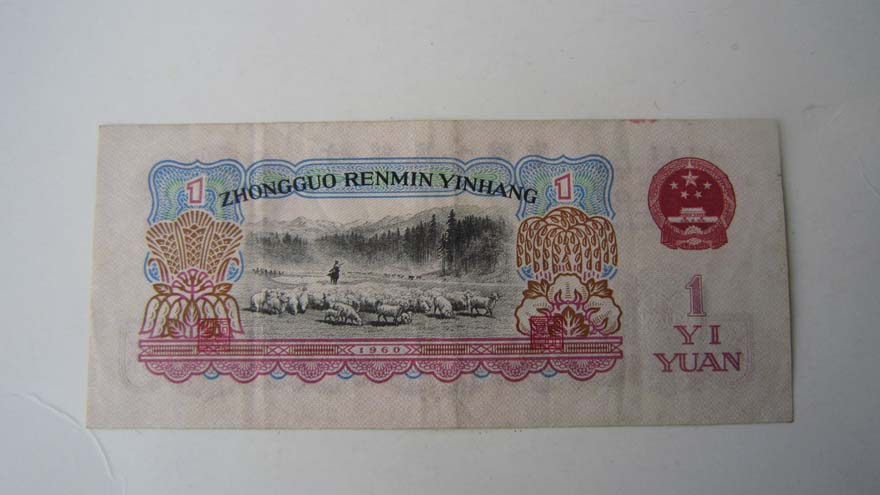 1 ZHONGGUO RENMIN YINHANG 1
1960
1
YI
YUAN